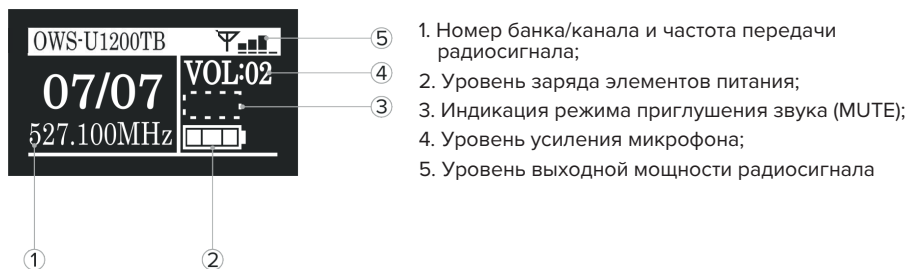 OWS-U1200TB
07/07
527.100MHz
VOL:02
5
4
3
1
2
1. Номер банка/канала и частота передачи
радиосигнала;
2. Уровень заряда элементов питания;
3. Индикация режима приглушения звука (MUTE);
4. Уровень усиления микрофона;
5. Уровень выходной мощности радиосигнала